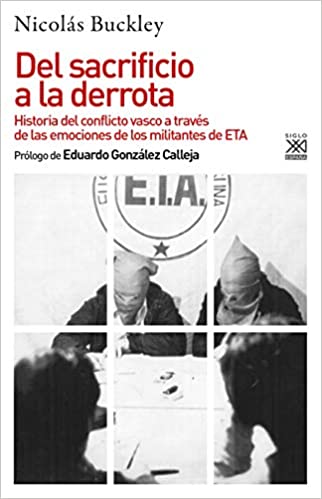 Nicolás Buckley
Del sacrificio
a la derrota
Historia del conflicto vasco a través
de las emociones de los militantes de ETA
Prólogo de Eduardo González Calleja
SIGLO
XXI
ESPAÑA
E.T.A.